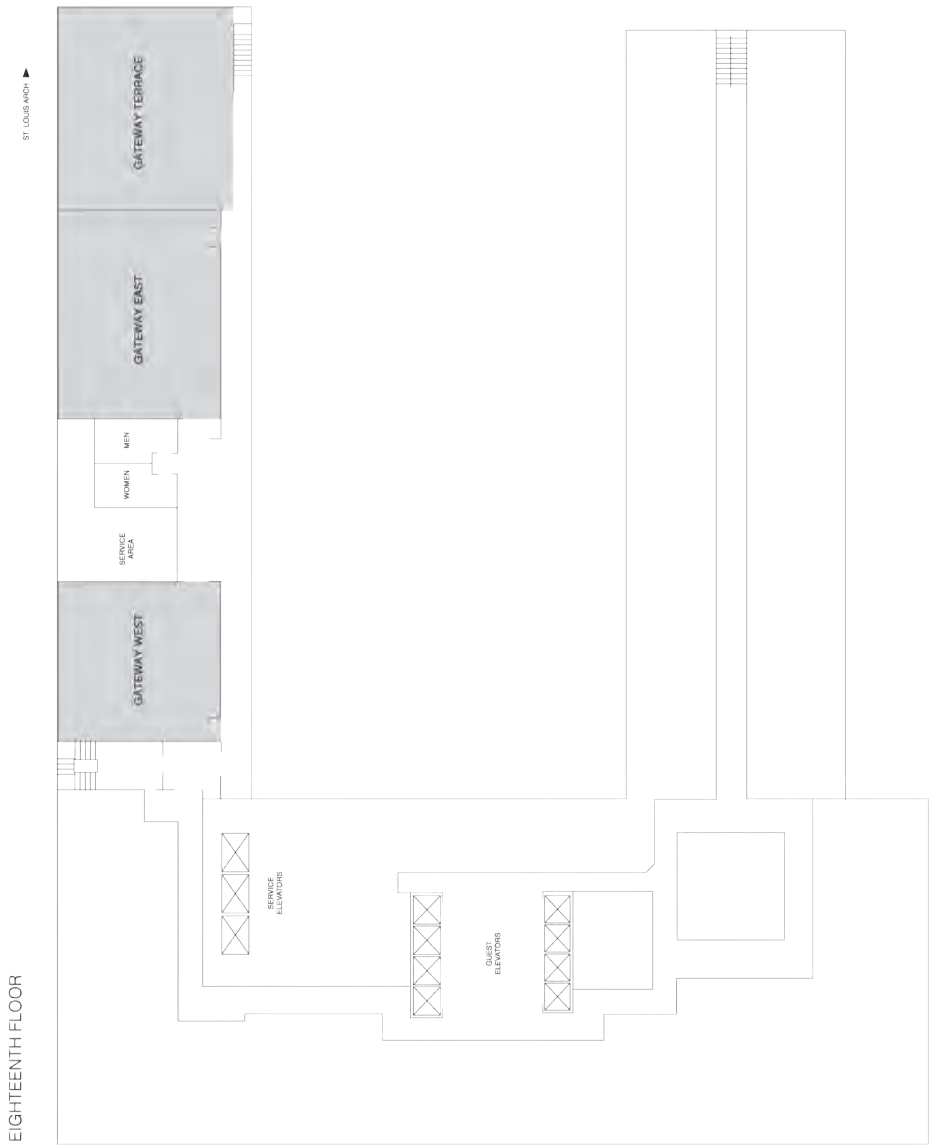 EIGHTEENTH FLOOR
ST. LOUIS ARCH
GATEWAY TERRACE
GATEWAY EAST
MEN
WOMEN
SERVICE
AREA
GATEWAY WEST
SERVICE
ELEVATORS
GUEST
ELEVATORS